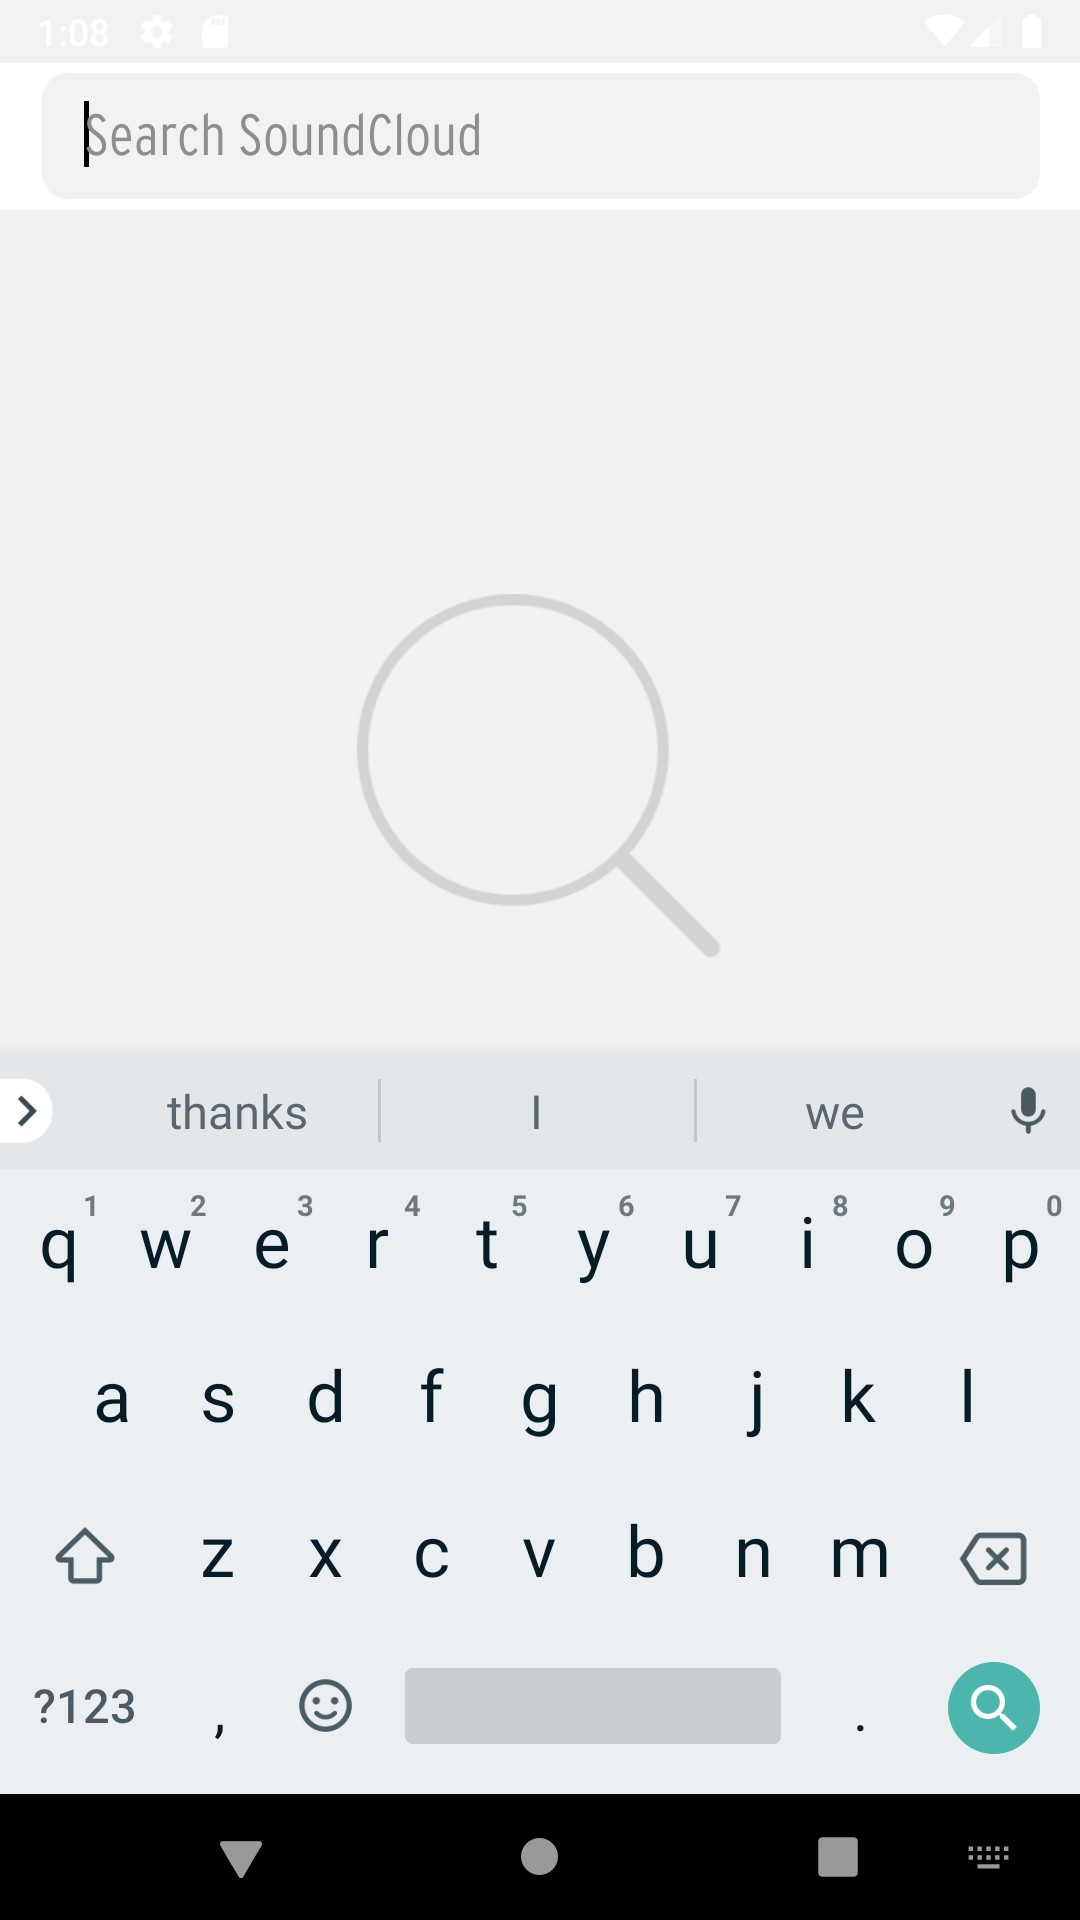 1:08
Search SoundCloud
thanks I we
1 2 3 4 5 6 7 8 9 0
q w e r t y u i o p
a s d f g h j k l
z x c v b n m
?123 , .